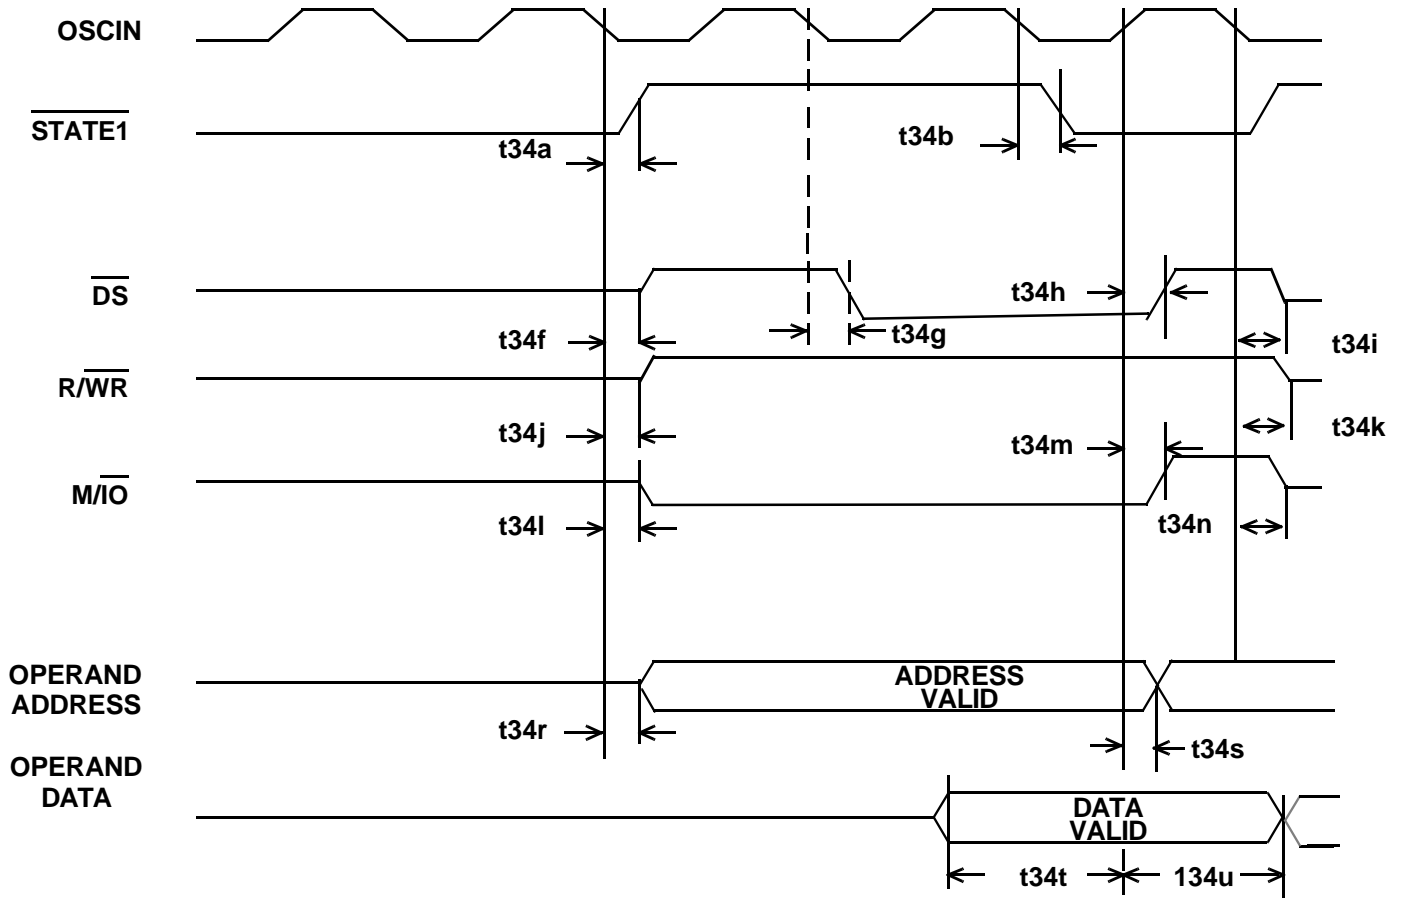 OSCIN
STATE1
t34a
t34b
DS
t34h
t34f
t34g
t34i
R/WR
t34j
t34m
t34k
M/IO
t34l
t34n
OPERAND
ADDRESS
ADDRESS
VALID
t34r
t34s
OPERAND
DATA
DATA
VALID
t34t
134u